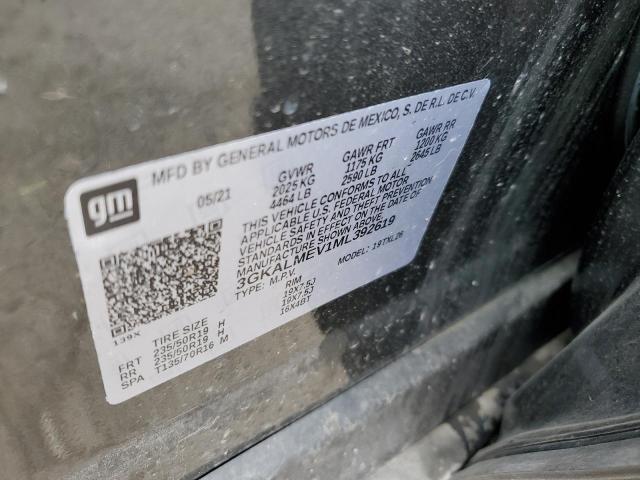 MFD BY GENERAL MOTORS DE MEXICO, S. DE R.L. DE C.V.
gm
05/21
GVWR
2025 KG
4464 LB
GAWR FRT
1175 KG
2590 LB
GAWR RR
1200 KG
2645 LB
THIS VEHICLE CONFORMS TO ALL
APPLICABLE U.S. FEDERAL MOTOR
VEHICLE SAFETY/THEFT PREVENTION
STANDARDS IN EFFECT ON THE DATE OF
MANUFACTURE SHOWN ABOVE.
3GKALMEV1ML392619
TYPE: M.P.V.
MODEL: 19TXL26
139X
TIRE SIZE
RIM
FRT 235/50R19 H 19X7.5J
RR 235/50R19 H 19X7.5J
SPA T135/70R16 M 16X4BT